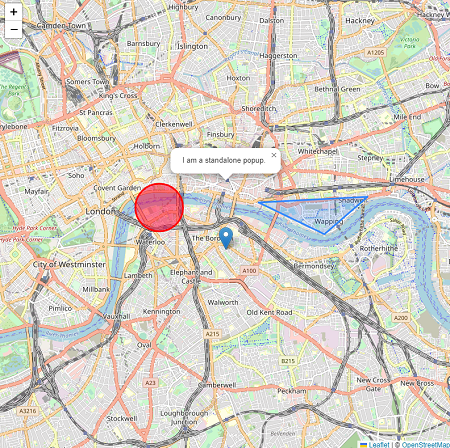 +
−
Camden Town
Canonbury
Dalston
Hackney
Hackney W
Barnsbury
Islington
Haggerston
A1205
Somers Town
King's Cross
Hoxton
Bethnal Green
Bow
St Pancras
Shoreditch
Mile End
Fitzrovia
Clerkenwell
Finsbury
Bloomsbury
Holborn
Whitechapel
Stepney
I am a standalone popup.
×
Soho
Limehouse
Mayfair
Covent Garden
Shadwell
London
Wapping
Waterloo
The Borough
Rotherhithe
City of Westminster
Bermondsey
Lambeth
Elephant and
Castle
A100
Millbank
Pimlico
Walworth
Vauxhall
Kennington
Old Kent Road
A200
A215
Oval
B215
A23
Camberwell
Peckham
New Cross
Gate
New Cross
A3216
Stockwell
Loughborough
Junction
A202
Bellenden
Leaflet | © OpenStreetMap